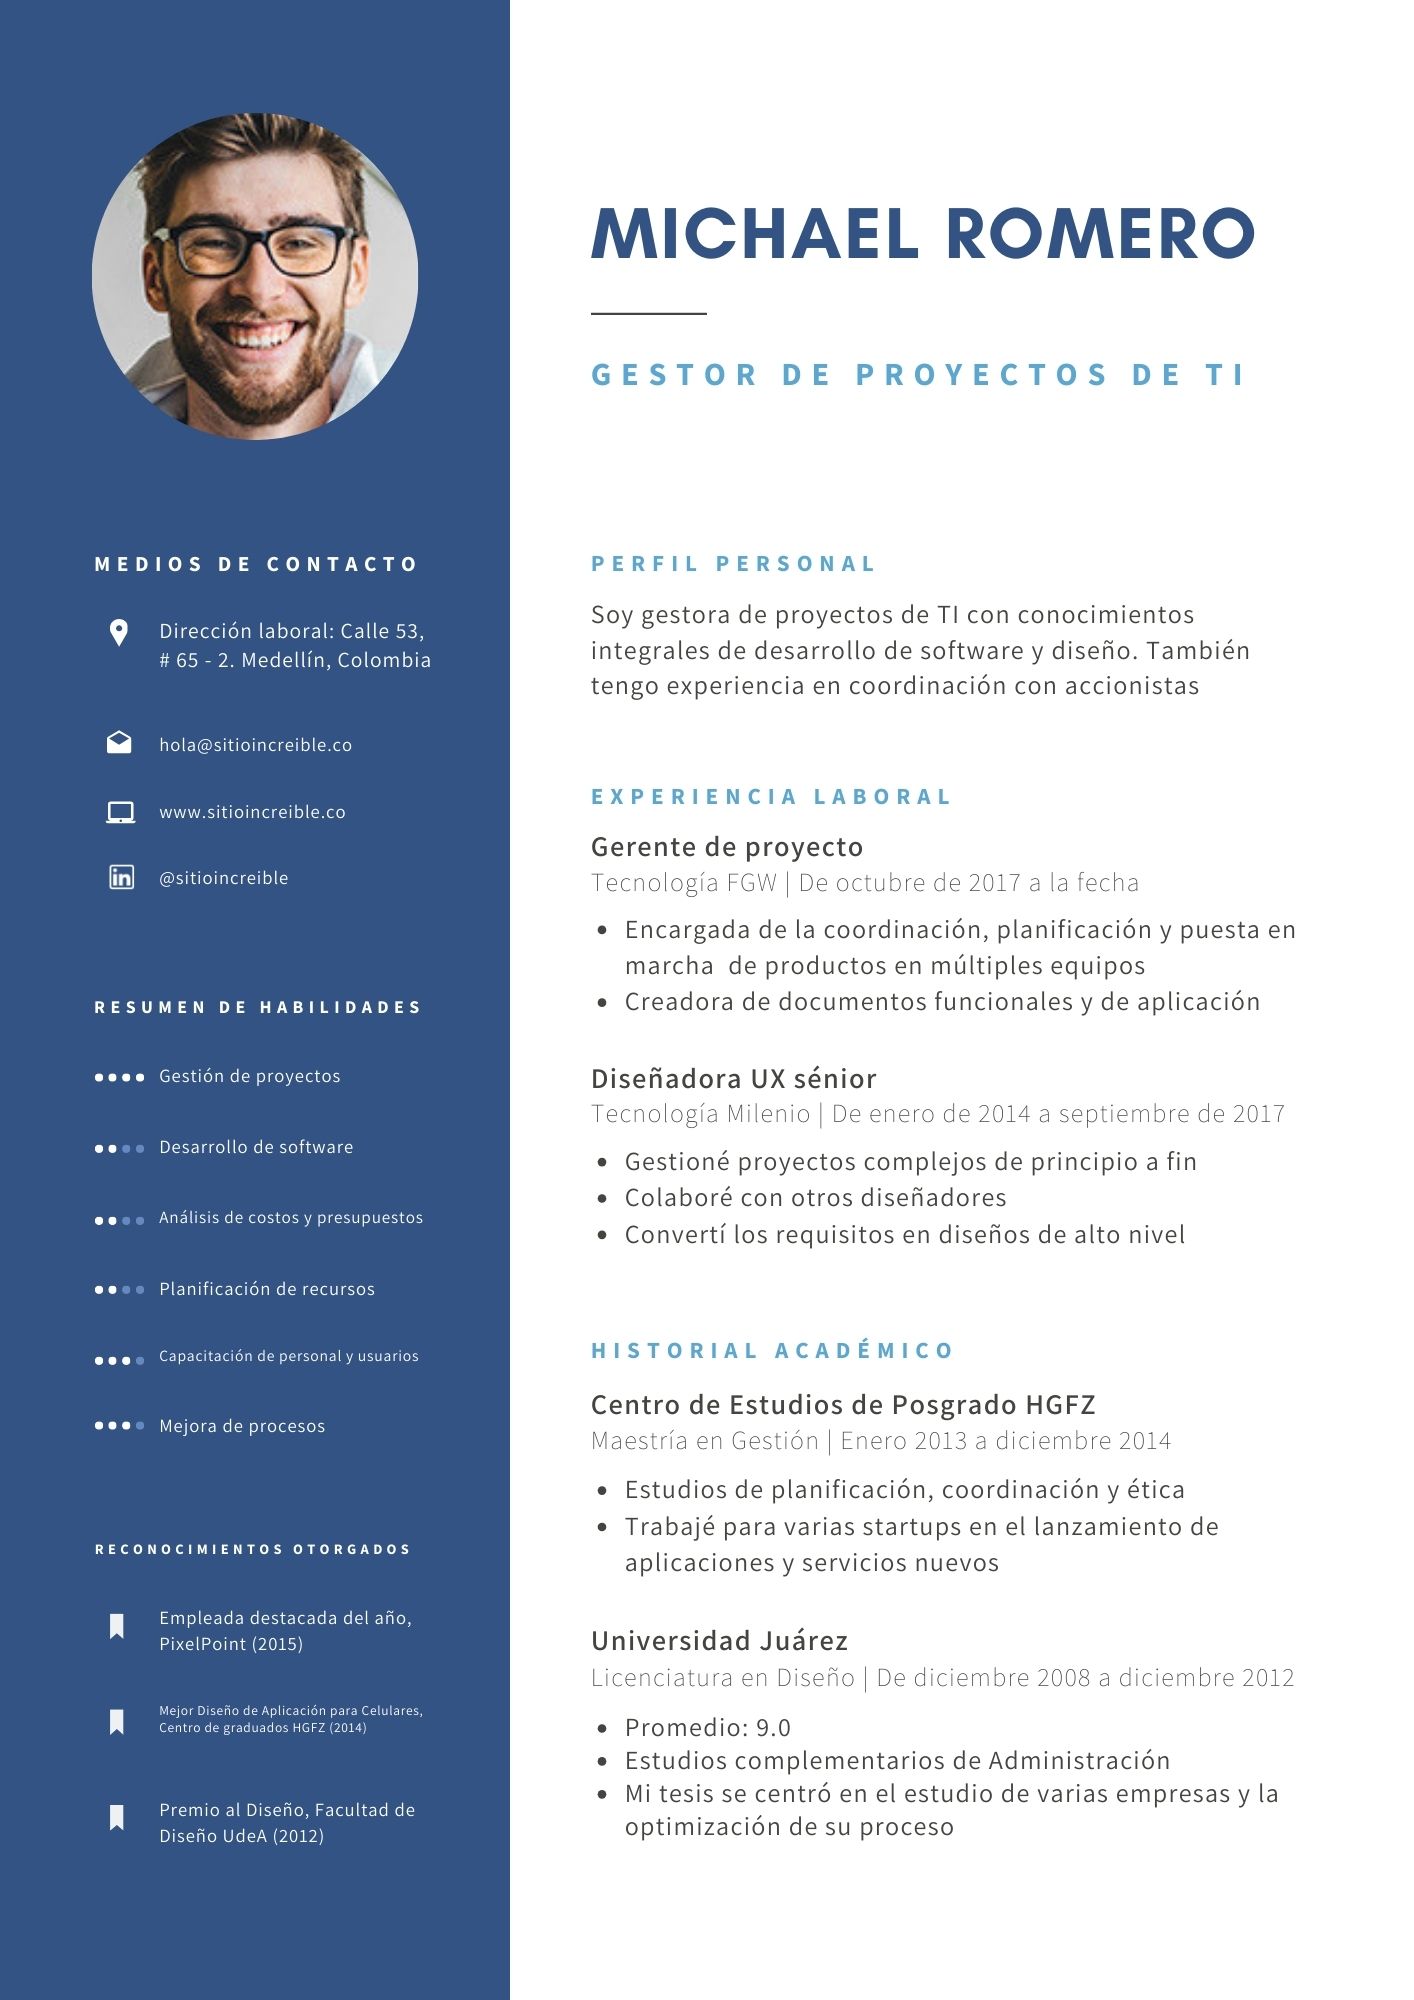 MICHAEL ROMERO
GESTOR DE PROYECTOS DE TI
MEDIOS DE CONTACTO
Dirección laboral: Calle 53,
# 65 - 2. Medellín, Colombia
hola@sitioincreible.co
www.sitioincreible.co
@sitioincreible
RESUMEN DE HABILIDADES
Gestión de proyectos
Desarrollo de software
Análisis de costos y presupuestos
Planificación de recursos
Capacitación de personal y usuarios
Mejora de procesos
RECONOCIMIENTOS OTORGADOS
Empleada destacada del año,
PixelPoint (2015)
Mejor Diseño de Aplicación para Celulares,
Centro de graduados HGFZ (2014)
Premio al Diseño, Facultad de
Diseño UdeA (2012)
PERFIL PERSONAL
Soy gestora de proyectos de TI con conocimientos
integrales de desarrollo de software y diseño. También
tengo experiencia en coordinación con accionistas
EXPERIENCIA LABORAL
Gerente de proyecto
Tecnología FGW | De octubre de 2017 a la fecha
• Encargada de la coordinación, planificación y puesta en
marcha  de productos en múltiples equipos
• Creadora de documentos funcionales y de aplicación
Diseñadora UX sénior
Tecnología Milenio | De enero de 2014 a septiembre de 2017
• Gestioné proyectos complejos de principio a fin
• Colaboré con otros diseñadores
• Convertí los requisitos en diseños de alto nivel
HISTORIAL ACADÉMICO
Centro de Estudios de Posgrado HGFZ
Maestría en Gestión | Enero 2013 a diciembre 2014
• Estudios de planificación, coordinación y ética
• Trabajé para varias startups en el lanzamiento de
aplicaciones y servicios nuevos
Universidad Juárez
Licenciatura en Diseño | De diciembre 2008 a diciembre 2012
• Promedio: 9.0
• Estudios complementarios de Administración
• Mi tesis se centró en el estudio de varias empresas y la
optimización de su proceso